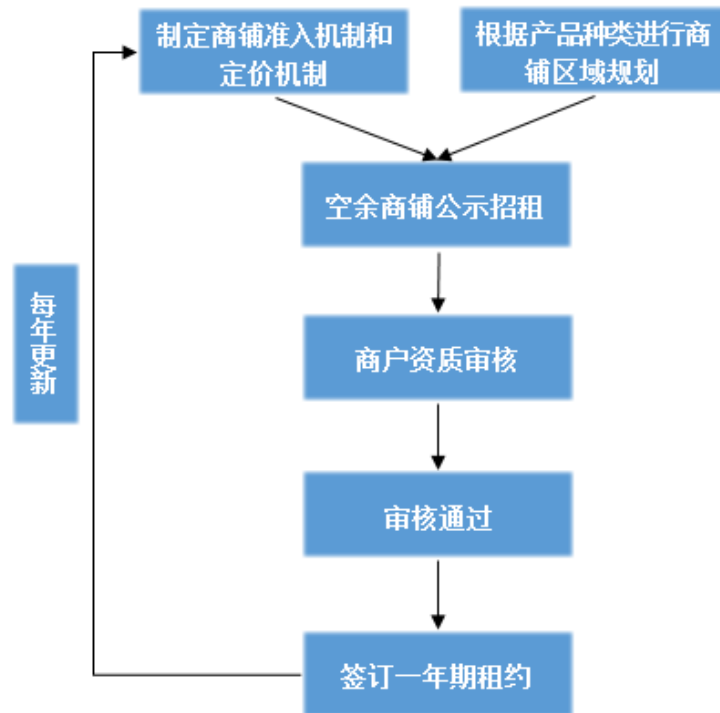 制定商铺准入机制和
定价机制
根据产品种类进行商
铺区域规划
空余商铺公示招租
每年更新
商户资质审核
审核通过
签订一年期租约